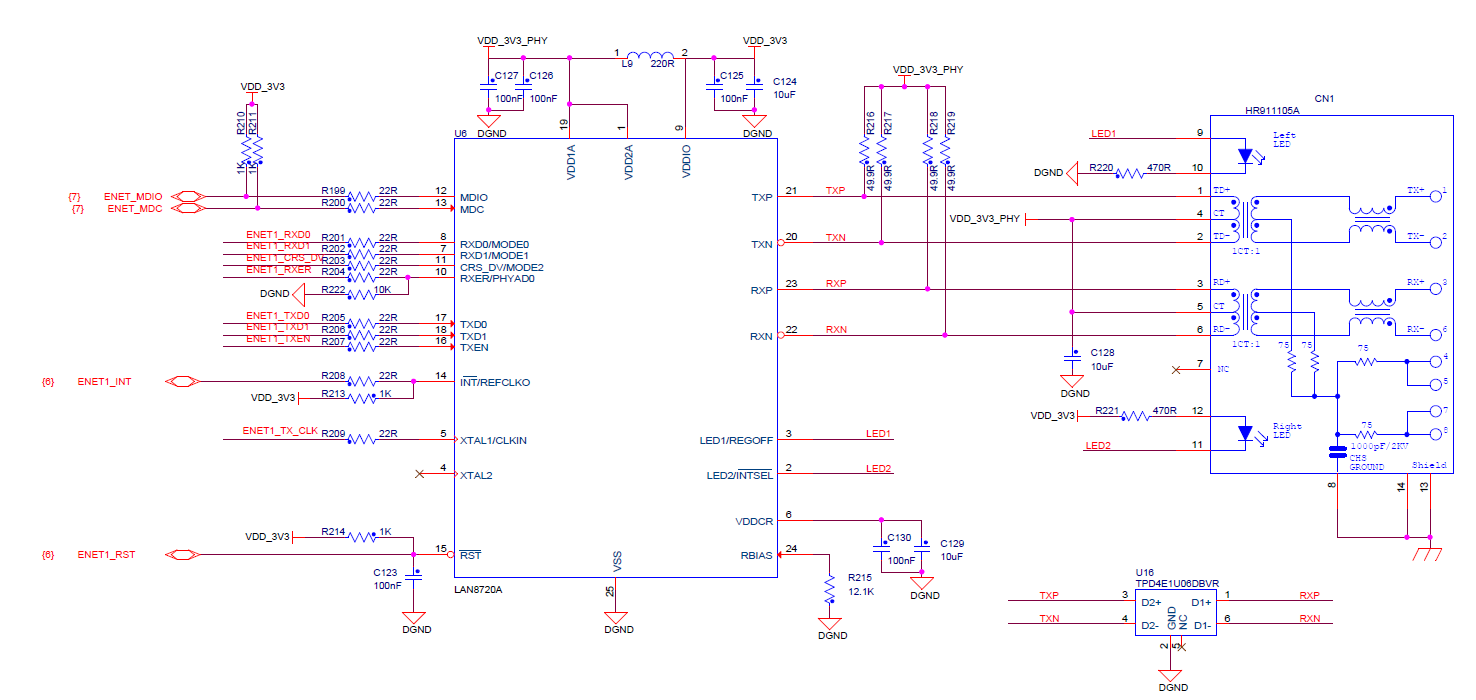 VDD_3V3_PHY
1
2
VDD_3V3
L9
220R
C127
C126
C125
C124
100nF
100nF
100nF
10uF
VDD_3V3_PHY
VDD_3V3
CN1
HR911105A
R210
R211
1K
1K
U6
DGND
DGND
19
1
9
R216
R217
R218
R219
49.9R
49.9R
49.9R
49.9R
LED1
9
Left
LED
VDD1A
VDD2A
VDDIO
DGND
R220
470R
10
{7}
ENET_MDIO
R199
22R
12
MDIO
TXP
21
TXP
1
TD+
TX+
1
{7}
ENET_MDC
R200
22R
13
MDC
VDD_3V3_PHY
4
CT
ENET1_RXD0
R201
22R
8
RXD0/MODE0
TXN
20
TXN
2
TD-
TX-
2
ENET1_RXD1
R202
22R
7
RXD1/MODE1
1CT:1
ENET1_CRS_DV
R203
22R
11
CRS_DV/MODE2
ENET1_RXER
R204
22R
10
RXER/PHYAD0
DGND
R222
10K
RXP
23
RXP
3
RD+
RX+
3
5
CT
ENET1_TXD0
R205
22R
17
TXD0
ENET1_TXD1
R206
22R
18
TXD1
RXN
22
RXN
6
RD-
RX-
6
ENET1_TXEN
R207
22R
16
TXEN
1CT:1
75
75
75
C128
10uF
4
7
NC
{6}
ENET1_INT
R208
22R
14
INT/REFCLKO
5
DGND
VDD_3V3
R213
1K
VDD_3V3
R221
470R
12
7
ENET1_TX_CLK
R209
22R
5
XTAL1/CLKIN
LED1/REGOFF
3
LED1
Right
LED
75
8
LED2
11
1000pF/2KV
CHS
GROUND
Shield
4
XTAL2
LED2/INTSEL
2
LED2
8
14
13
VDDCR
6
VDD_3V3
R214
1K
C130
100nF
C129
10uF
{6}
ENET1_RST
15
RST
RBIAS
24
VSS
C123
100nF
R215
12.1K
DGND
LAN8720A
25
U16
TPD4E1U06DBVR
TXP
3
D2+
D1+
1
RXP
TXN
4
D2-
D1-
6
RXN
GND
NC
DGND
DGND
DGND
2
5
DGND